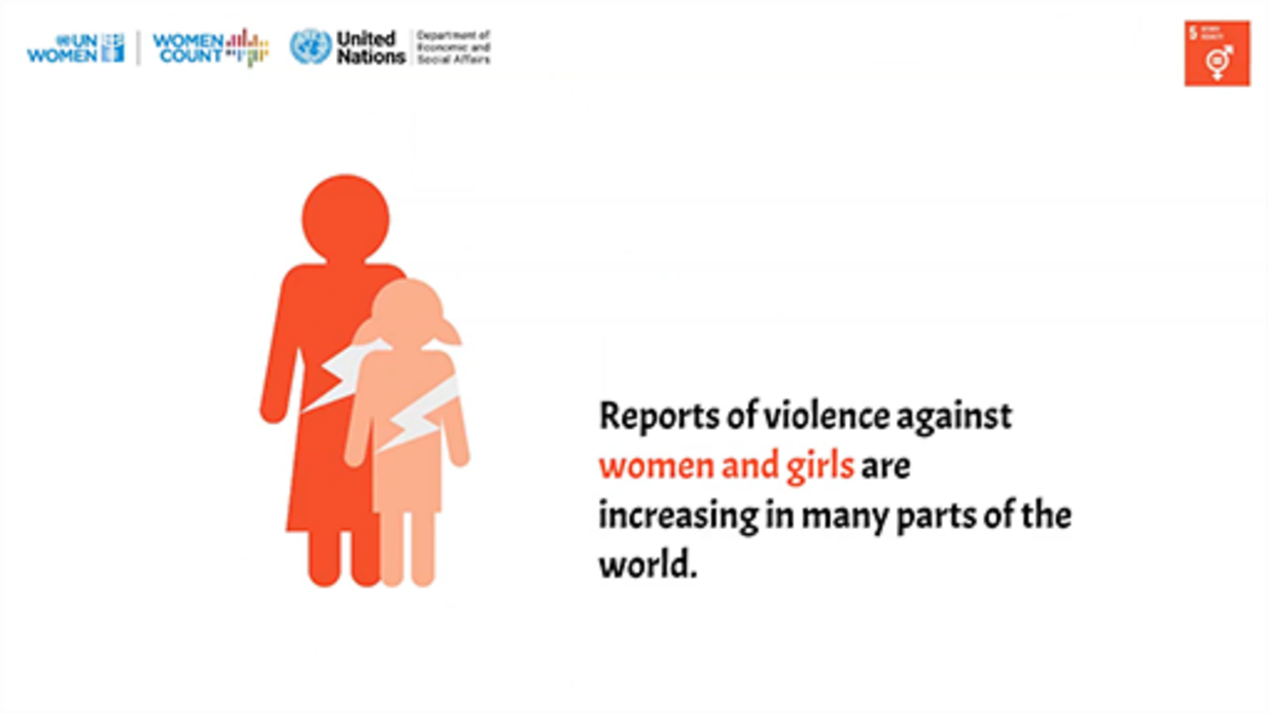 UN
WOMEN
WOMEN
COUNT
United
Nations
Department of
Economic and
Social Affairs
5
Reports of violence against
women and girls are
increasing in many parts of the
world.